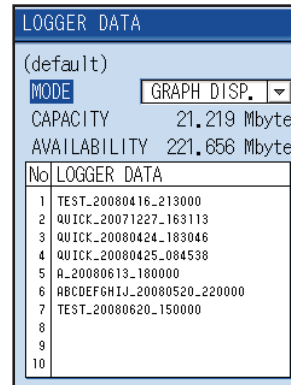 LOGGER DATA
(default)
MODE GRAPH DISP.
CAPACITY 21.219 Mbyte
AVAILABILITY 221.656 Mbyte
No LOGGER DATA
1 TEST_20080416_213000
2 QUICK_20071227_163113
3 QUICK_20080424_183046
4 QUICK_20080425_084538
5 A_20080613_180000
6 ABCDEFGHIJ_20080520_220000
7 TEST_20080620_150000
8
9
10